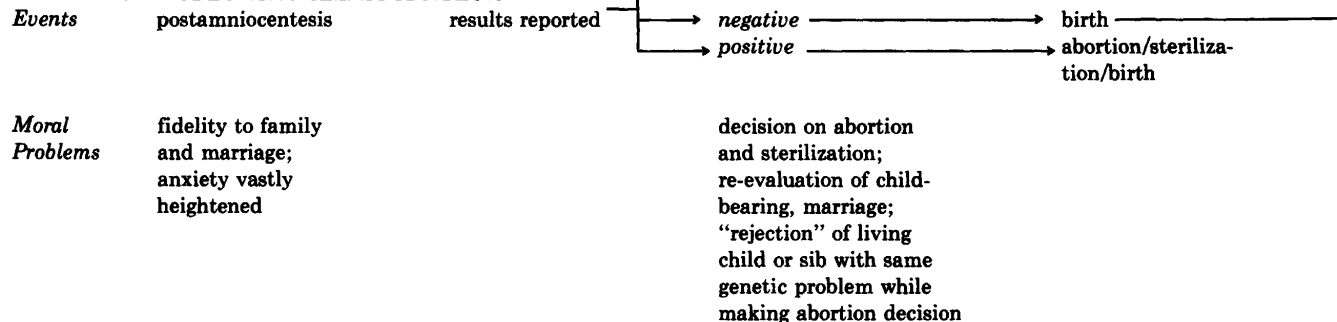 Events postamniocentesis results reported negative birth
positive abortion/steriliza-
tion/birth
Moral fidelity to family decision on abortion
Problems and marriage; and sterilization;
anxiety vastly re-evaluation of child-
heightened bearing, marriage;
“rejection” of living
child or sib with same
genetic problem while
making abortion decision